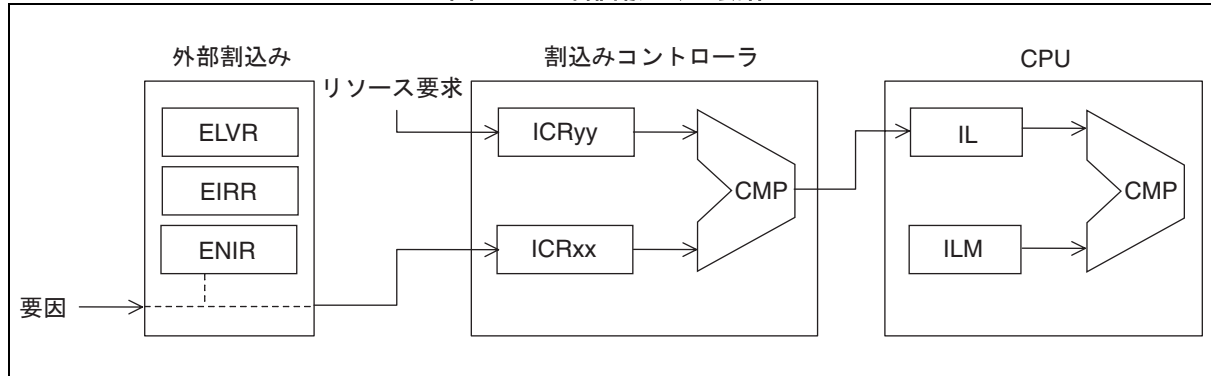 外部割込み
割込みコントローラ
CPU
リソース要求
ELVR
EIRR
ENIR
要因
ICRyy
ICRxx
CMP
IL
ILM
CMP